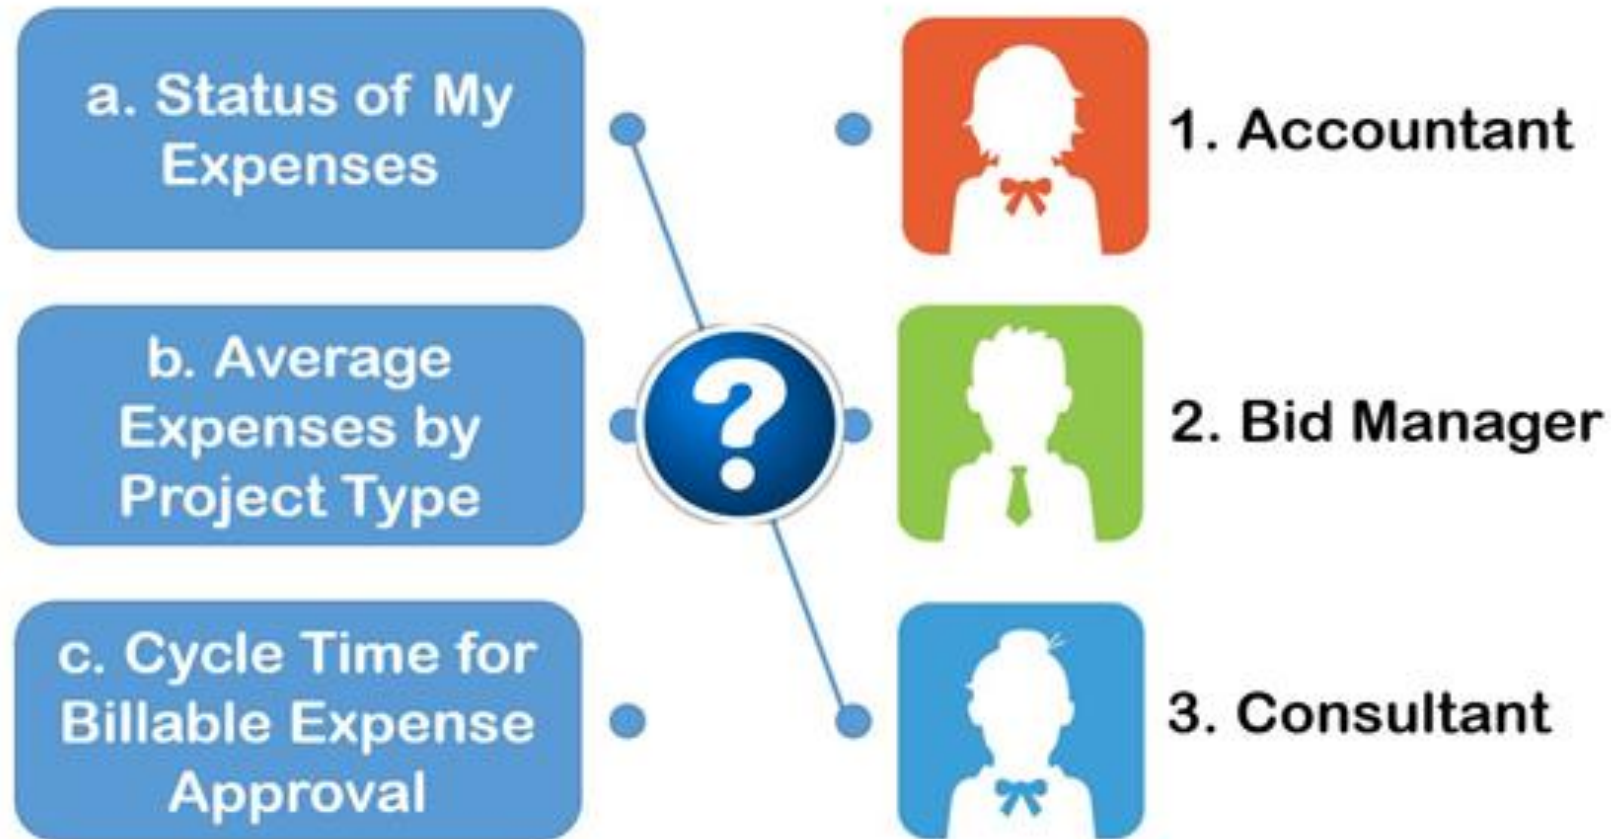 a. Status of My
Expenses
1. Accountant
b. Average
Expenses by
Project Type
?
2. Bid Manager
c. Cycle Time for
Billable Expense
Approval
3. Consultant